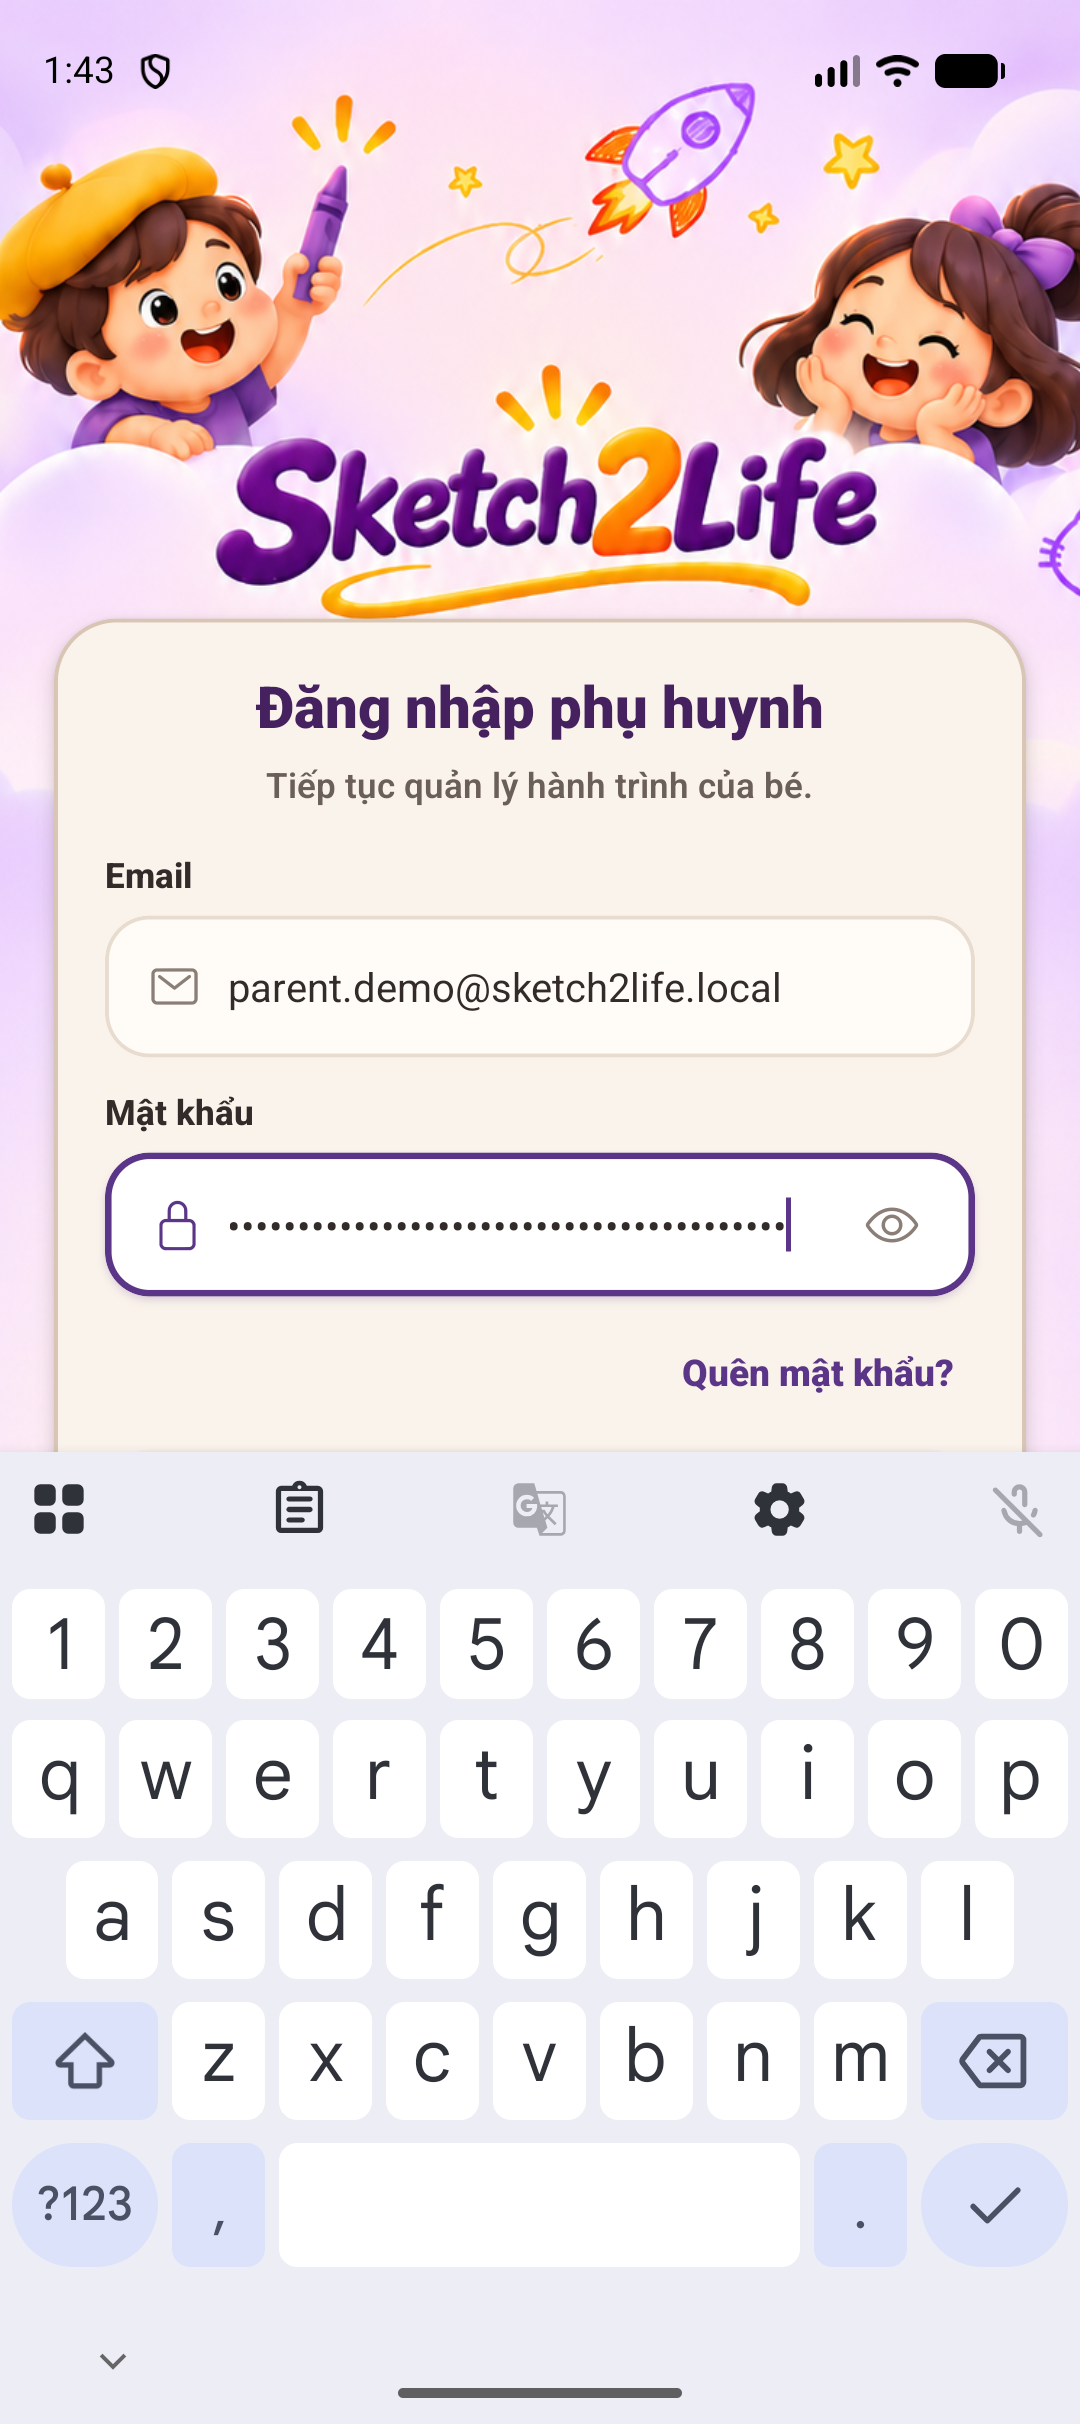 1:43
Sketch2Life
Đăng nhập phụ huynh
Tiếp tục quản lý hành trình của bé.
Email
parent.demo@sketch2life.local
Mật khẩu
••••••••••••••••••••••••••••••••••••••••
Quên mật khẩu?
1 2 3 4 5 6 7 8 9 0
q w e r t y u i o p
a s d f g h j k l
z x c v b n m
?123 , .